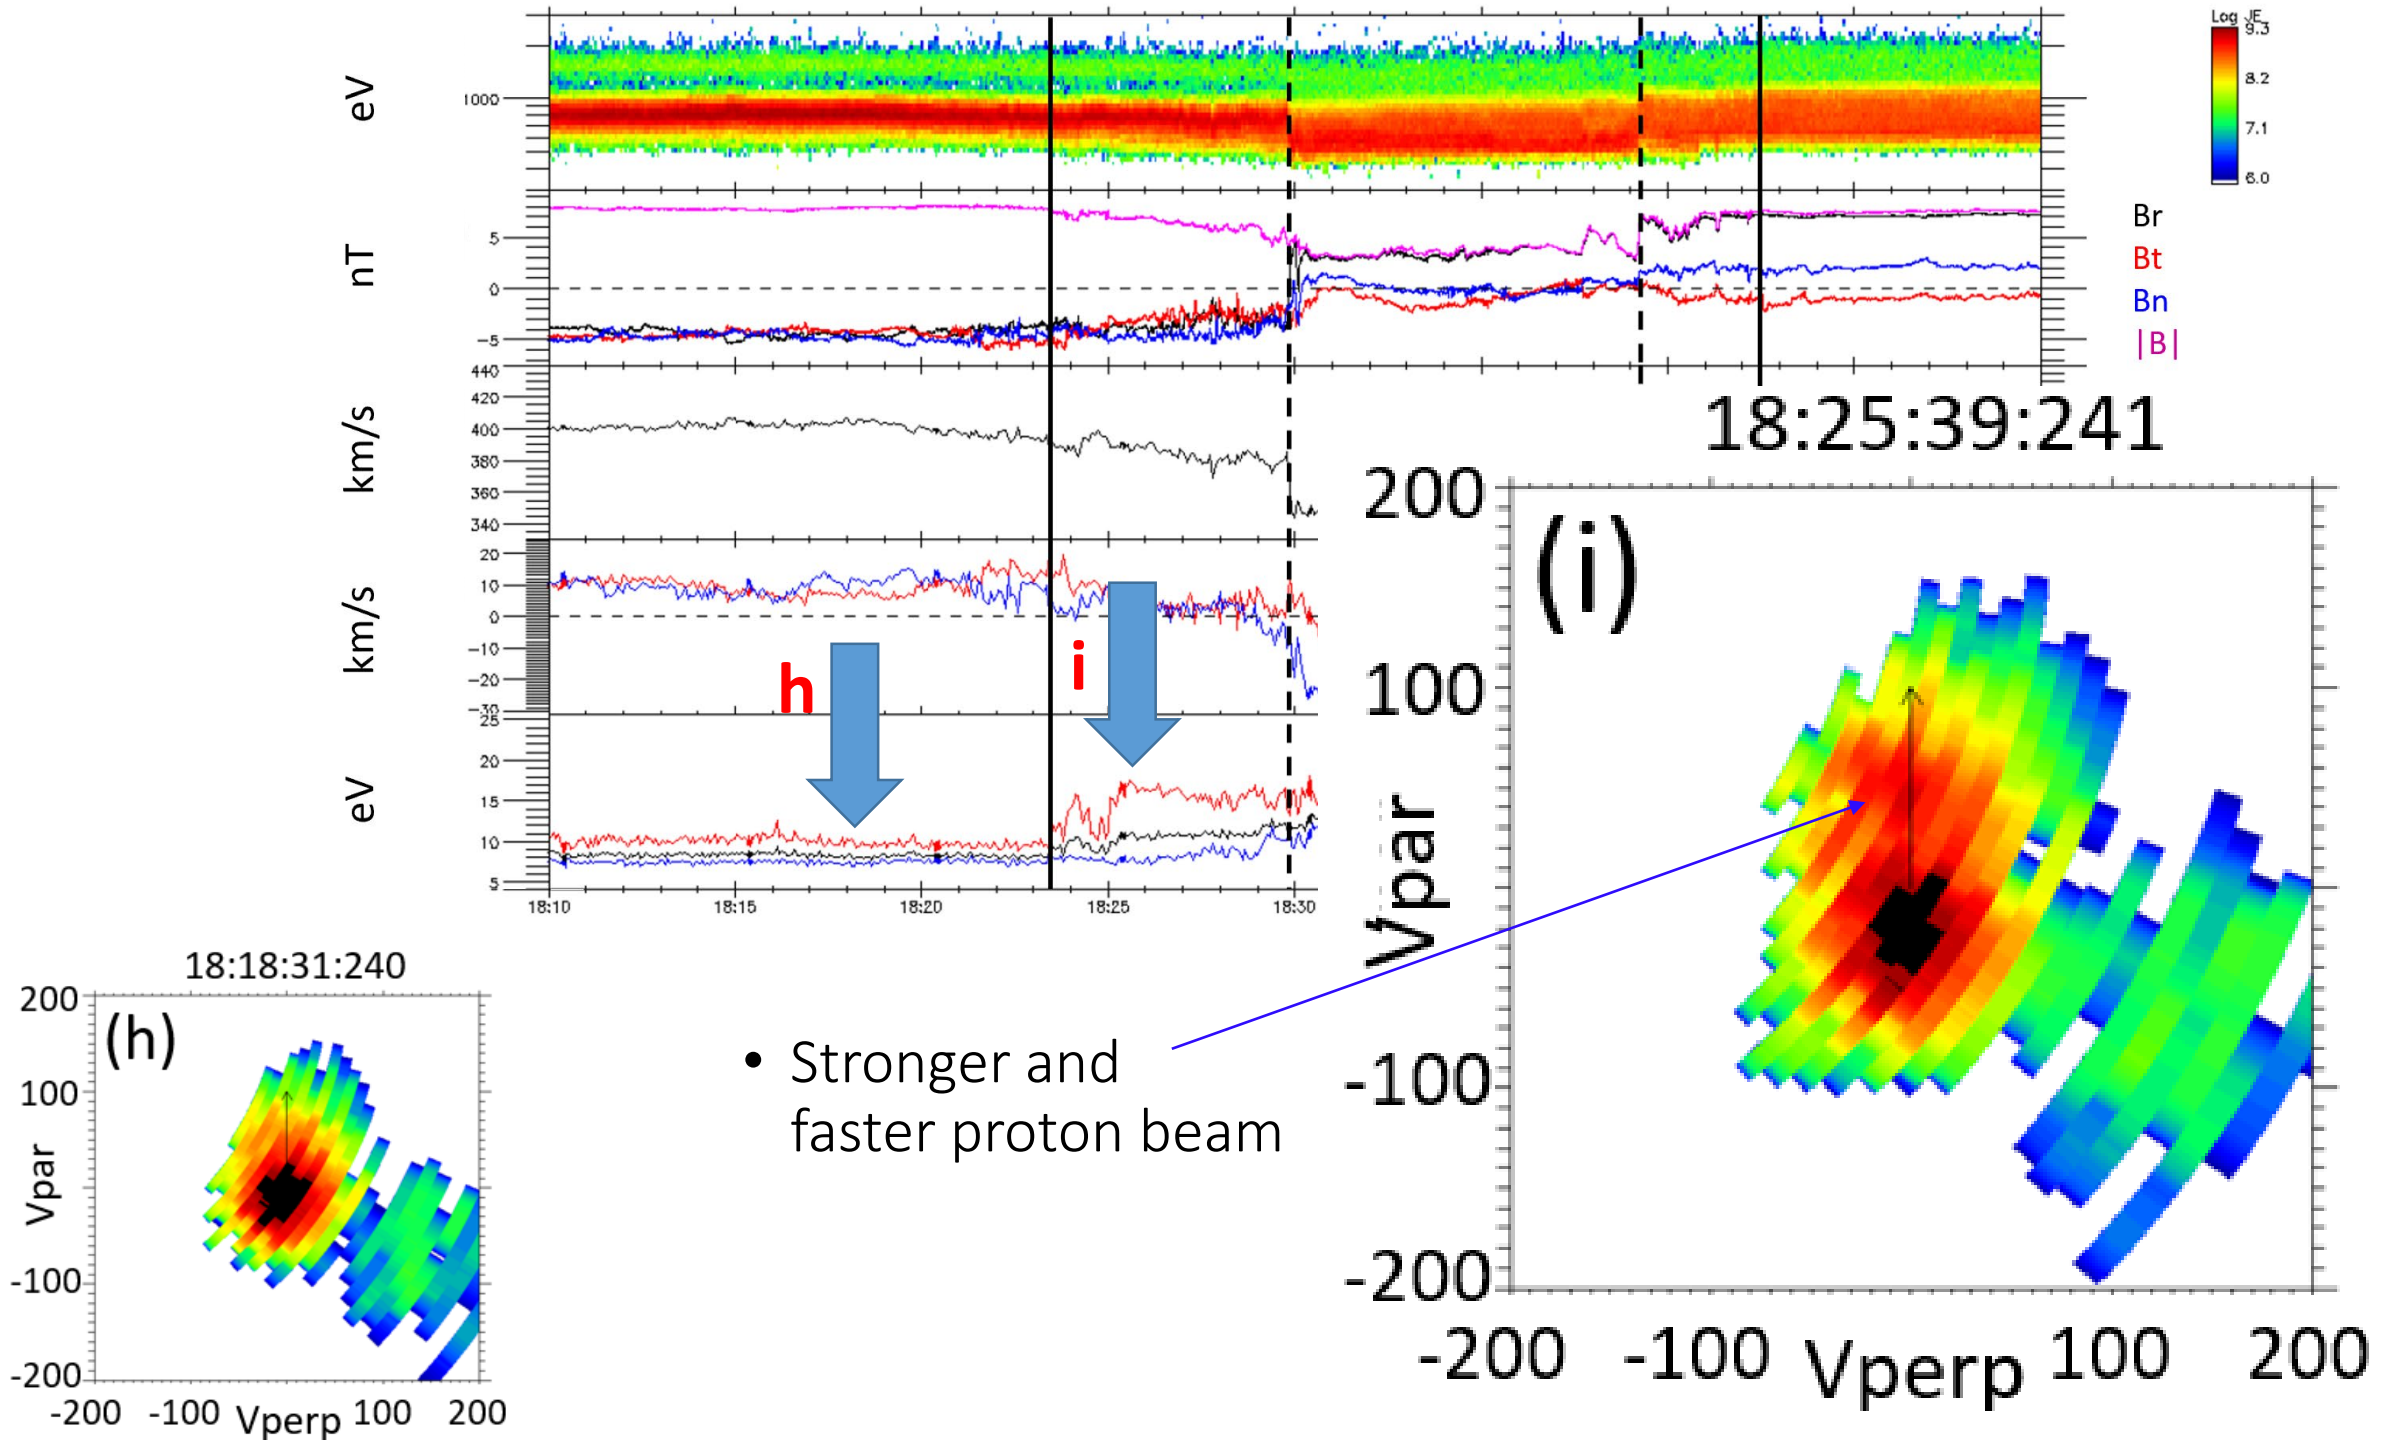 Log JE
9.3
8.2
7.1
6.0
eV
1000
nT
5
0
-5
Br
Bt
Bn
|B|
km/s
440
420
400
380
360
340
km/s
20
10
0
-10
-20
-30
h
i
eV
25
20
15
10
5
18:10
18:15
18:20
18:25
18:30
18:25:39:241
(i)
200
100
-100
-200
Vpar
-200
-100
Vperp
100
200
18:18:31:240
(h)
200
100
-100
-200
Vpar
-200
-100
Vperp
100
200
• Stronger and
faster proton beam